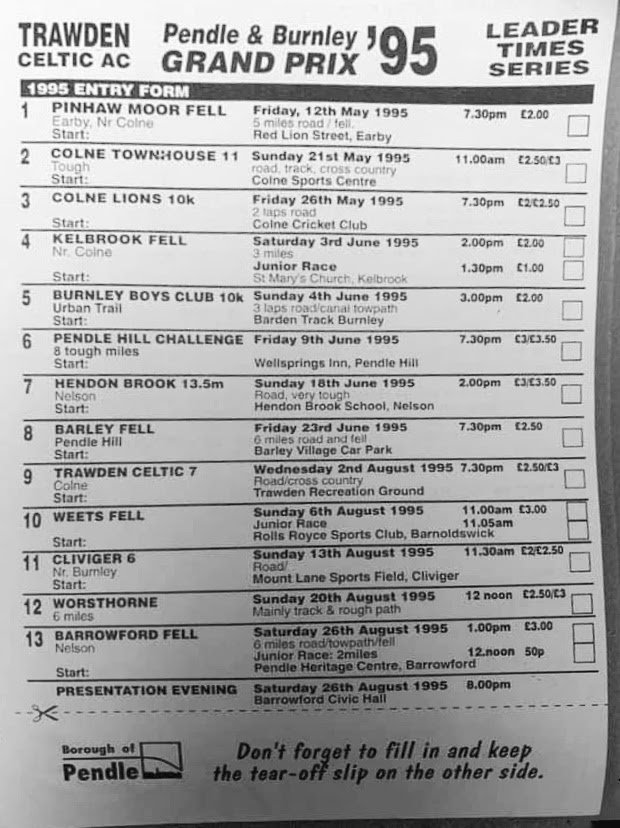 TRAWDEN
CELTIC AC
Pendle & Burnley '95
GRAND PRIX
LEADER
TIMES
SERIES
1995 ENTRY FORM
1 PINHAW MOOR FELL Friday, 12th May 1995 7.30pm £2.00
Earby, Nr Colne 5 miles road / fell.
Start: Red Lion Street, Earby
2 COLNE TOWNHOUSE 11 Sunday 21st May 1995 11.00am £2.50/£3
Tough road, track, cross country
Start: Colne Sports Centre
3 COLNE LIONS 10k Friday 26th May 1995 7.30pm £2/£2.50
2 laps road
Start: Colne Cricket Club
4 KELBROOK FELL Saturday 3rd June 1995 2.00pm £2.00
Nr. Colne 3 miles
Junior Race 1.30pm £1.00
Start: St Mary's Church, Kelbrook
5 BURNLEY BOYS CLUB 10k Sunday 4th June 1995 3.00pm £2.00
Urban Trail 3 laps road/canal towpath
Start: Barden Track Burnley
6 PENDLE HILL CHALLENGE Friday 9th June 1995 7.30pm £3/£3.50
8 tough miles
Start: Wellsprings Inn, Pendle Hill
7 HENDON BROOK 13.5m Sunday 18th June 1995 2.00pm £3/£3.50
Nelson Road, very tough
Start: Hendon Brook School, Nelson
8 BARLEY FELL Friday 23rd June 1995 7.30pm £2.50
Pendle Hill 6 miles road and fell
Start: Barley Village Car Park
9 TRAWDEN CELTIC 7 Wednesday 2nd August 1995 7.30pm £2.50/£3
Colne Road/cross country
Start: Trawden Recreation Ground
10 WEETS FELL Sunday 6th August 1995 11.00am £3.00
Junior Race 11.05am
Start: Rolls Royce Sports Club, Barnoldswick
11 CLIVIGER 6 Sunday 13th August 1995 11.30am £2/£2.50
Nr. Burnley Road/
Start: Mount Lane Sports Field, Cliviger
12 WORSTHORNE Sunday 20th August 1995 12 noon £2.50/£3
6 miles Mainly track & rough path
13 BARROWFORD FELL Saturday 26th August 1995 1.00pm £3.00
Nelson 6 miles road/towpath/fell
Junior Race: 2miles 12.noon 50p
Start: Pendle Heritage Centre, Barrowford
PRESENTATION EVENING Saturday 26th August 1995 8.00pm
Barrowford Civic Hall
Borough of
Pendle
Don't forget to fill in and keep
the tear-off slip on the other side.